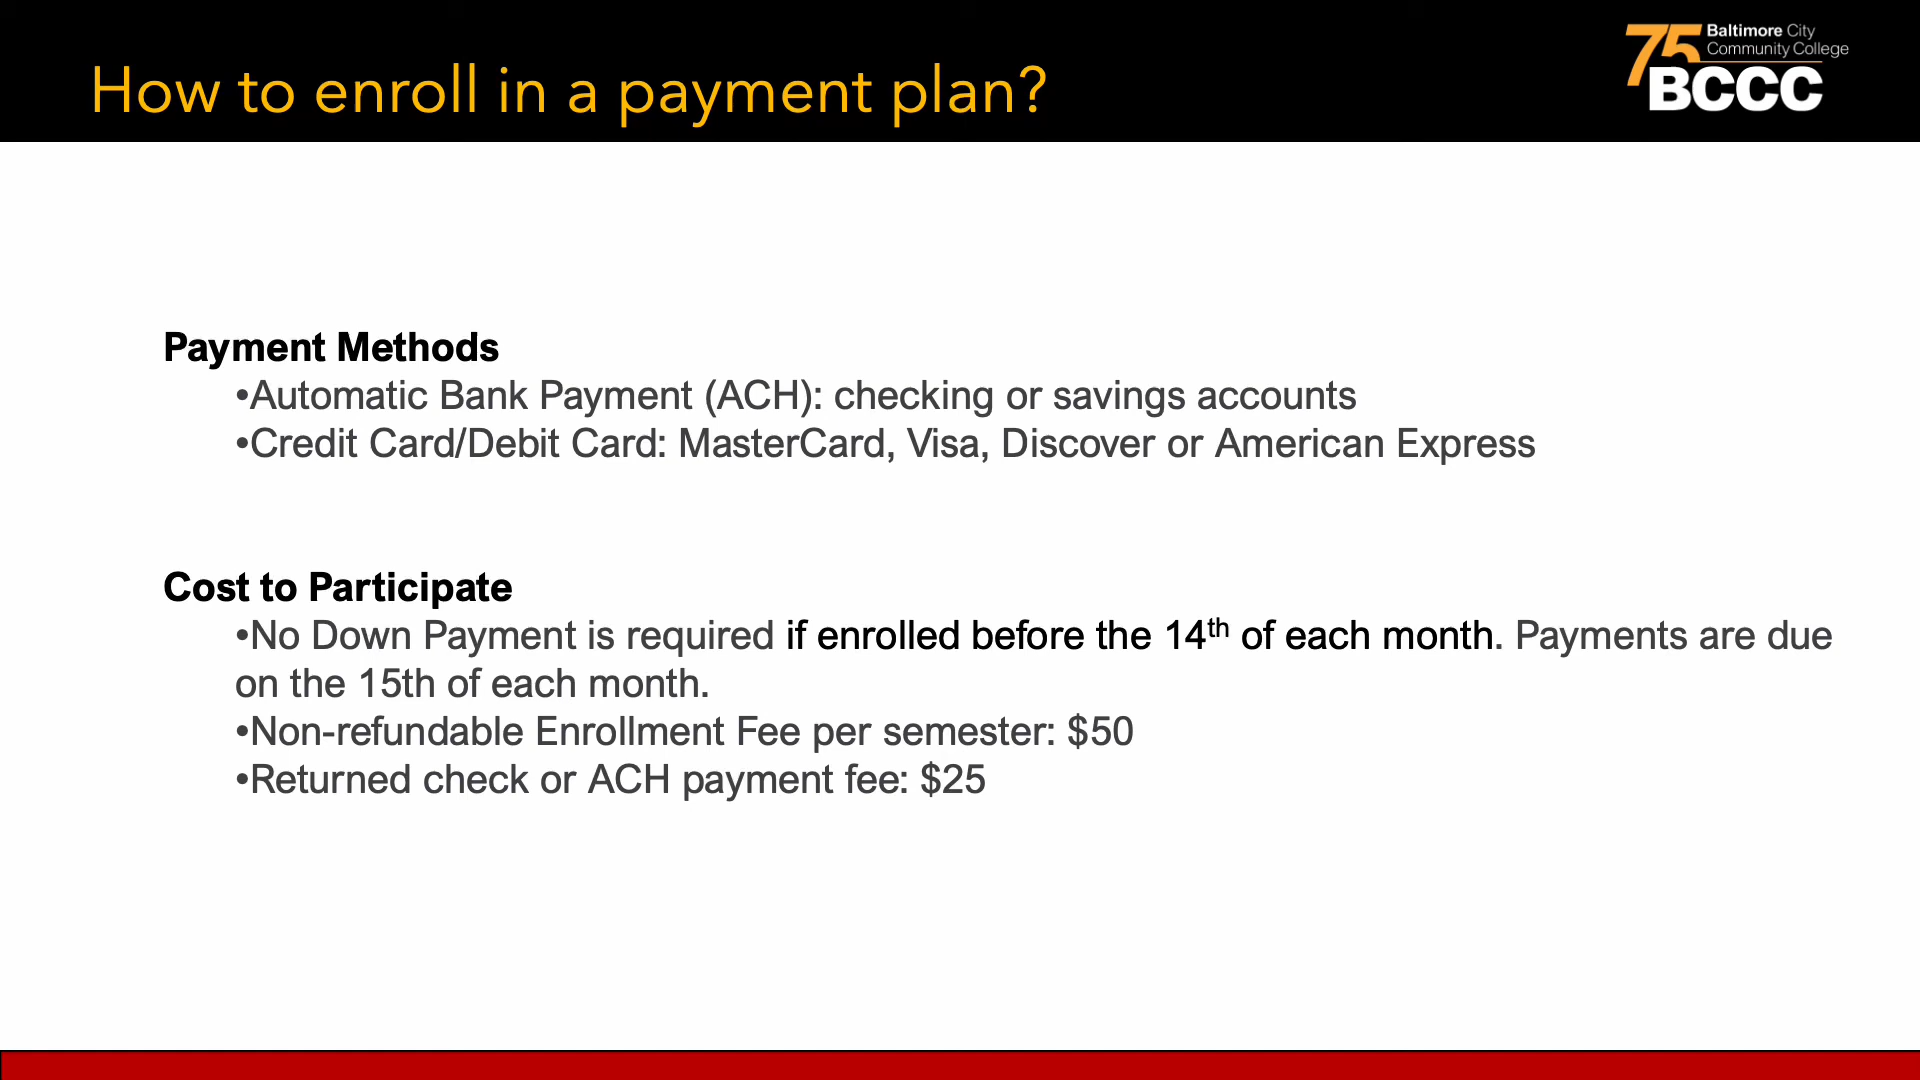 How to enroll in a payment plan?
75 Baltimore City
Community College
BCCC
Payment Methods
•Automatic Bank Payment (ACH): checking or savings accounts
•Credit Card/Debit Card: MasterCard, Visa, Discover or American Express
Cost to Participate
•No Down Payment is required if enrolled before the 14th of each month. Payments are due
on the 15th of each month.
•Non-refundable Enrollment Fee per semester: $50
•Returned check or ACH payment fee: $25